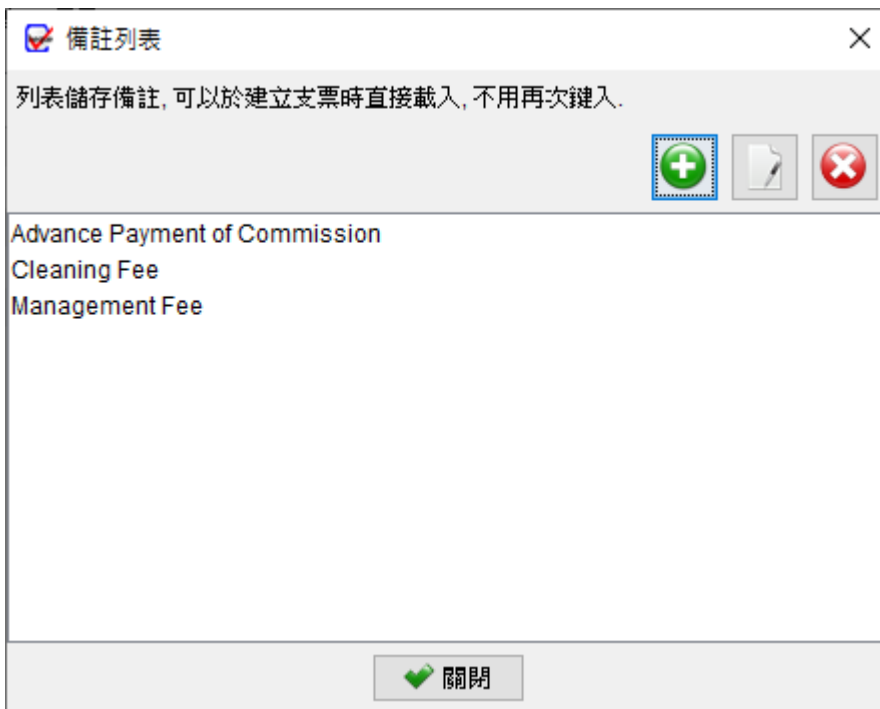 備註列表
列表儲存備註, 可以於建立支票時直接載入, 不用再次鍵入.
Advance Payment of Commission
Cleaning Fee
Management Fee
關閉